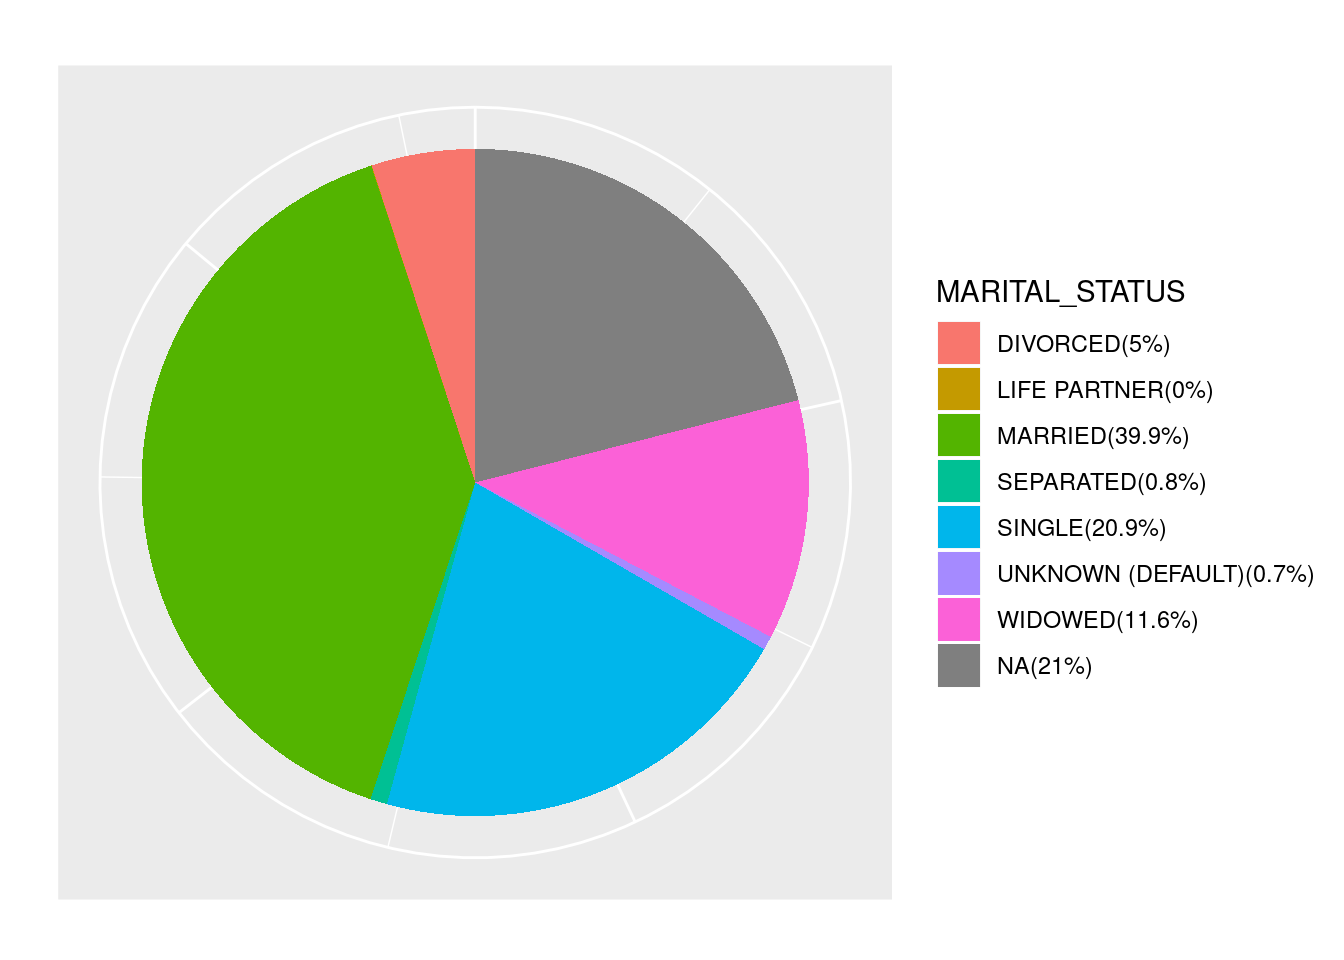 MARITAL_STATUS
DIVORCED(5%)
LIFE PARTNER(0%)
MARRIED(39.9%)
SEPARATED(0.8%)
SINGLE(20.9%)
UNKNOWN (DEFAULT)(0.7%)
WIDOWED(11.6%)
NA(21%)